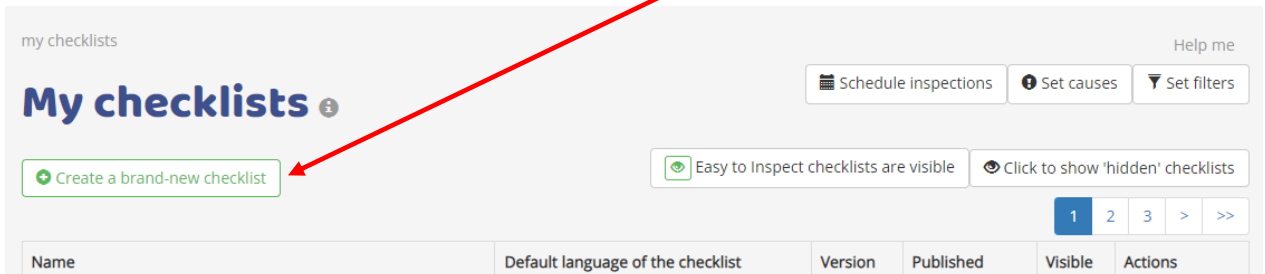 my checklists
Help me
My checklists
Schedule inspections
Set causes
Set filters
Create a brand-new checklist
Easy to Inspect checklists are visible
Click to show 'hidden' checklists
1 2 3 > >>
Name Default language of the checklist Version Published Visible Actions